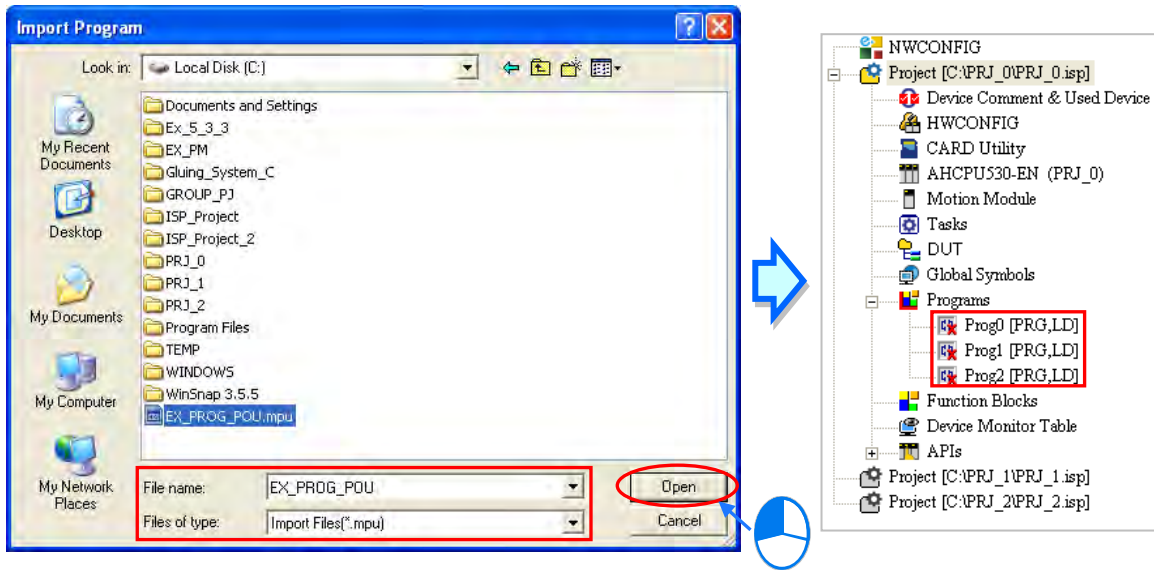 Import Program
Look in:
Local Disk (C:)
My Recent
Documents
Desktop
My Documents
My Computer
My Network
Places
Documents and Settings
Ex_5_3_3
EX_PM
Gluing_System_C
GROUP_PJ
ISP_Project
ISP_Project_2
PRJ_0
PRJ_1
PRJ_2
Program Files
TEMP
WINDOWS
WinSnap 3.5.5
EX_PROG_POU.mpu
File name:
EX_PROG_POU
Open
Files of type:
Import Files(*.mpu)
Cancel
NWCONFIG
Project [C:\PRJ_0\PRJ_0.isp]
Device Comment & Used Device
HWCONFIG
CARD Utility
AHCPU530-EN (PRJ_0)
Motion Module
Tasks
DUT
Global Symbols
Programs
Prog0 [PRG,LD]
Prog1 [PRG,LD]
Prog2 [PRG,LD]
Function Blocks
Device Monitor Table
APIs
Project [C:\PRJ_1\PRJ_1.isp]
Project [C:\PRJ_2\PRJ_2.isp]